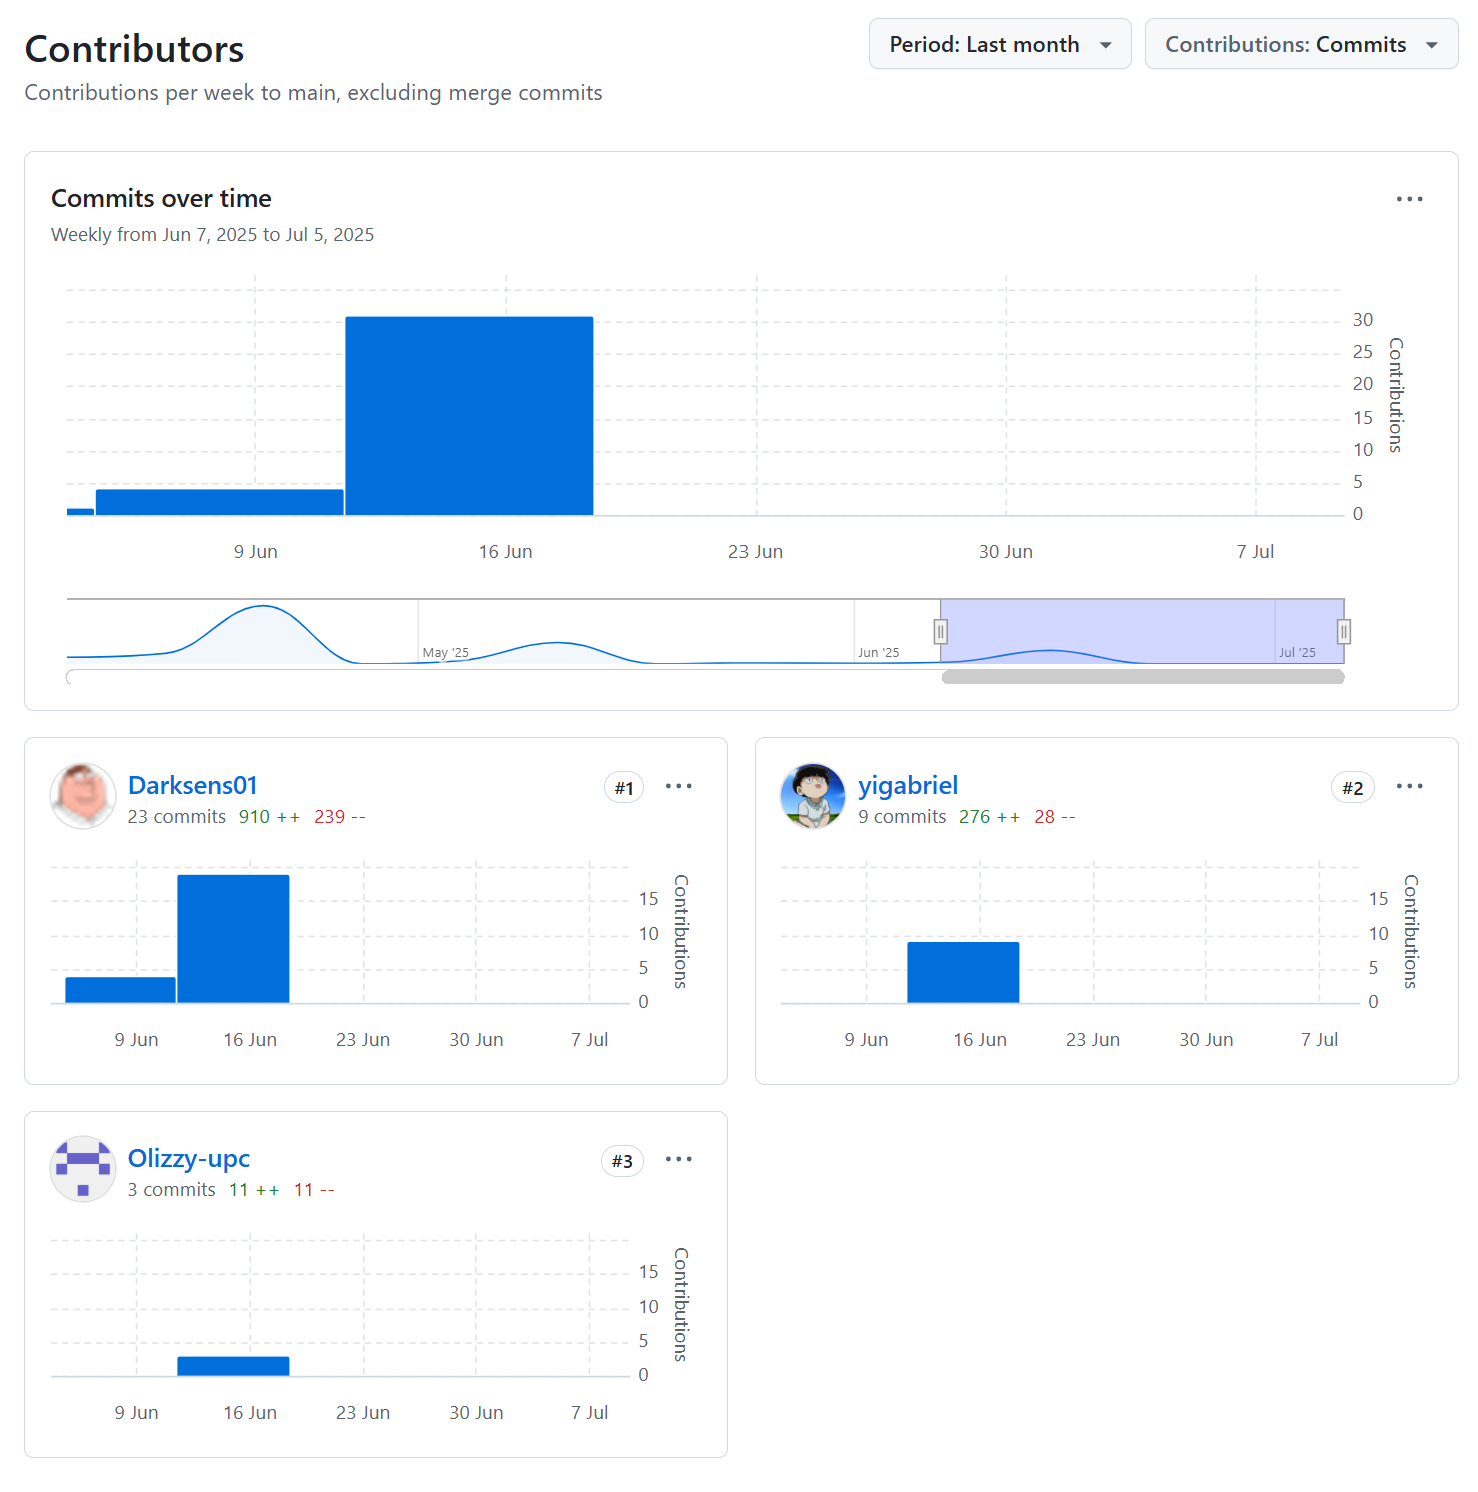 Contributors
Period: Last month
Contributions: Commits
Contributions per week to main, excluding merge commits
Commits over time
Weekly from Jun 7, 2025 to Jul 5, 2025
30
25
20
15
10
5
0
Contributions
9 Jun
16 Jun
23 Jun
30 Jun
7 Jul
May '25
Jun '25
Jul '25
Darksens01
#1
23 commits 910 ++ 239 --
15
10
5
0
Contributions
9 Jun
16 Jun
23 Jun
30 Jun
7 Jul
yigabriel
#2
9 commits 276 ++ 28 --
15
10
5
0
Contributions
9 Jun
16 Jun
23 Jun
30 Jun
7 Jul
Olizzy-upc
#3
3 commits 11 ++ 11 --
15
10
5
0
Contributions
9 Jun
16 Jun
23 Jun
30 Jun
7 Jul